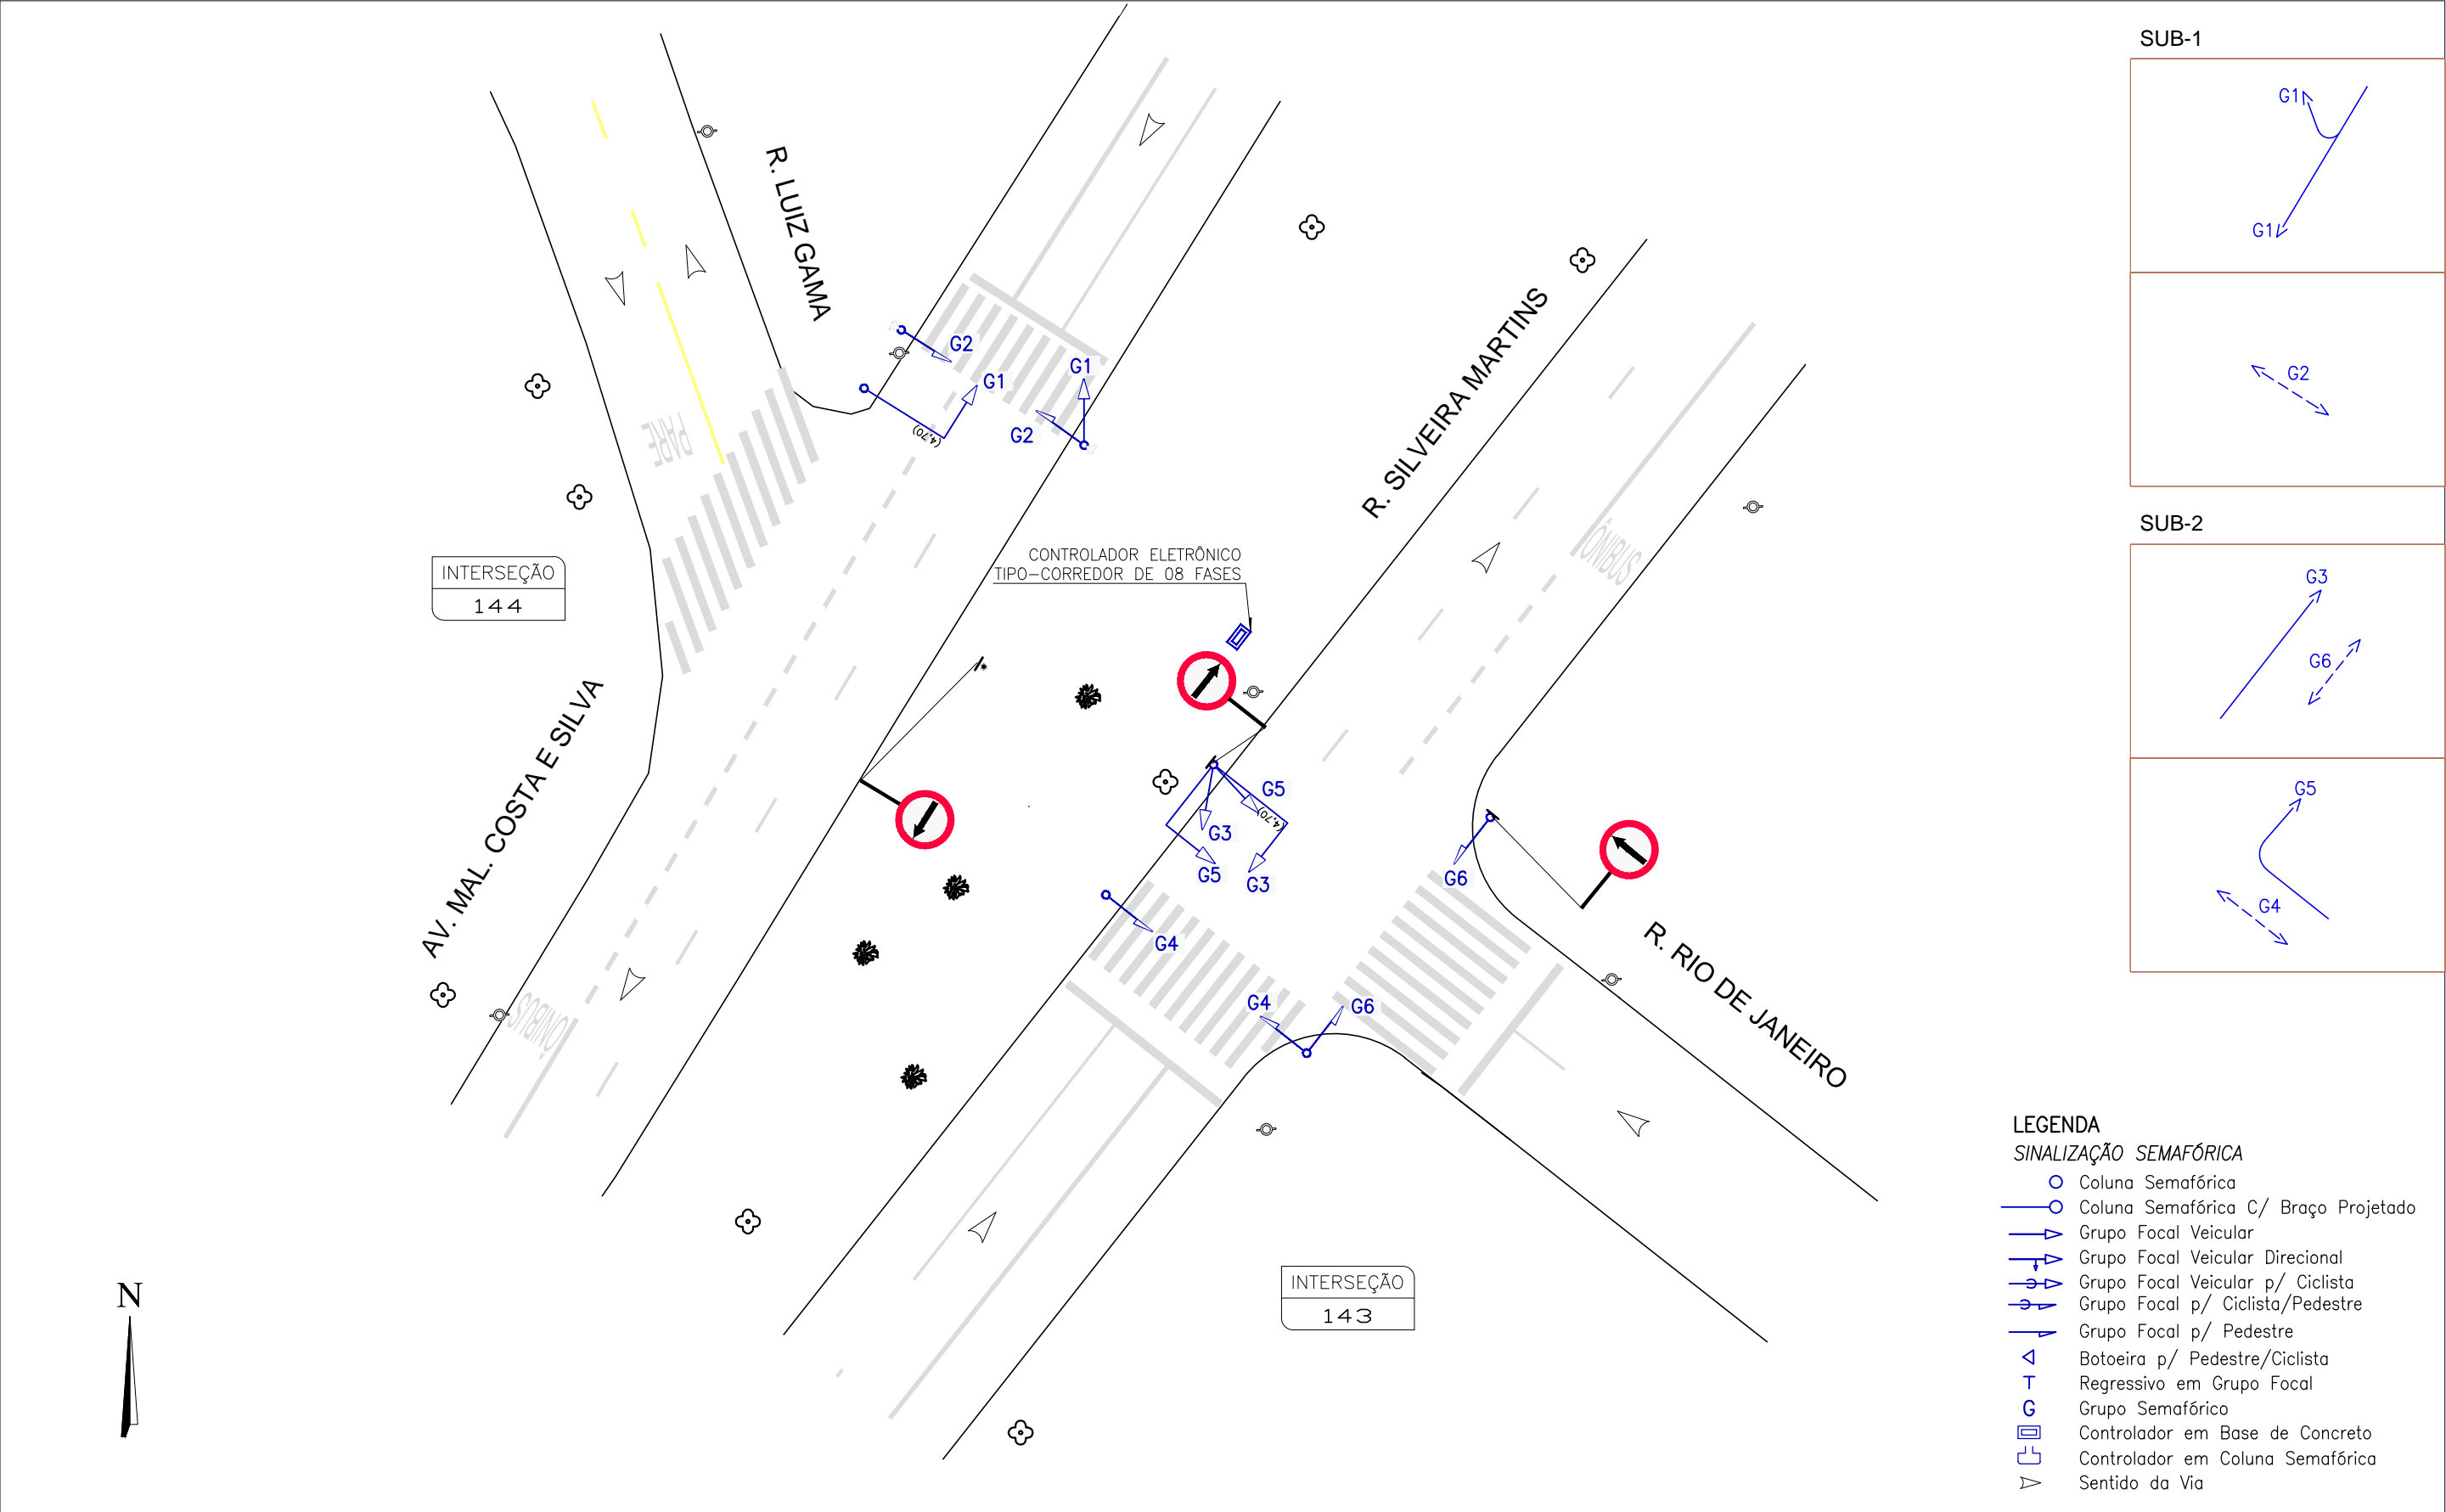 SUB-1
G1
G1
G2
SUB-2
G3
G6
G5
G4
R. LUIZ GAMA
G2
G1
G1
G2
(4,70)
PARE
R. SILVEIRA MARTINS
ÔNIBUS
CONTROLADOR ELETRÔNICO
TIPO-CORREDOR DE 08 FASES
INTERSEÇÃO
144
AV. MAL. COSTA E SILVA
G5
(4,70)
G3
G5
G3
G6
G4
G4
G6
R. RIO DE JANEIRO
ÔNIBUS
INTERSEÇÃO
143
N
LEGENDA
SINALIZAÇÃO SEMAFÓRICA
Coluna Semafórica
Coluna Semafórica C/ Braço Projetado
Grupo Focal Veicular
Grupo Focal Veicular Direcional
Grupo Focal Veicular p/ Ciclista
Grupo Focal p/ Ciclista/Pedestre
Grupo Focal p/ Pedestre
Botoeira p/ Pedestre/Ciclista
T Regressivo em Grupo Focal
G Grupo Semafórico
Controlador em Base de Concreto
Controlador em Coluna Semafórica
Sentido da Via